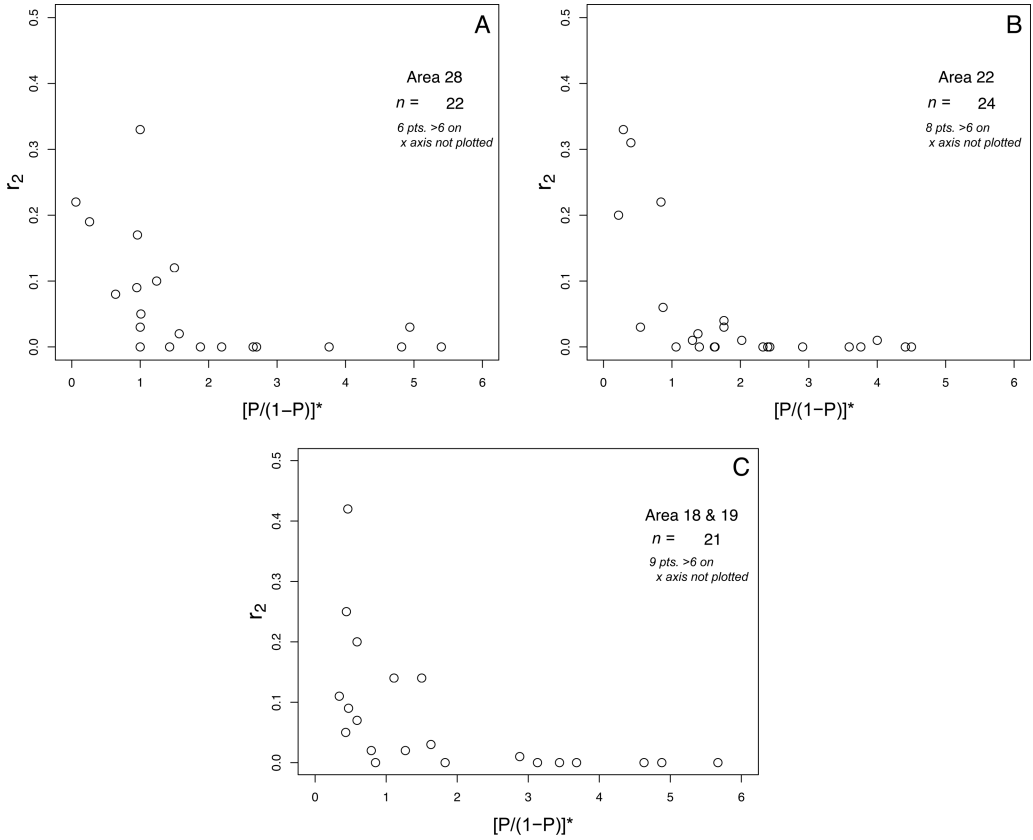 A
Area 28
n = 22
6 pts. >6 on
x axis not plotted
r2
0.5
0.4
0.3
0.2
0.1
0.0
0 1 2 3 4 5 6
[P/(1−P)]*
B
Area 22
n = 24
8 pts. >6 on
x axis not plotted
r2
0.5
0.4
0.3
0.2
0.1
0.0
0 1 2 3 4 5 6
[P/(1−P)]*
C
Area 18 & 19
n = 21
9 pts. >6 on
x axis not plotted
r2
0.5
0.4
0.3
0.2
0.1
0.0
0 1 2 3 4 5 6
[P/(1−P)]*